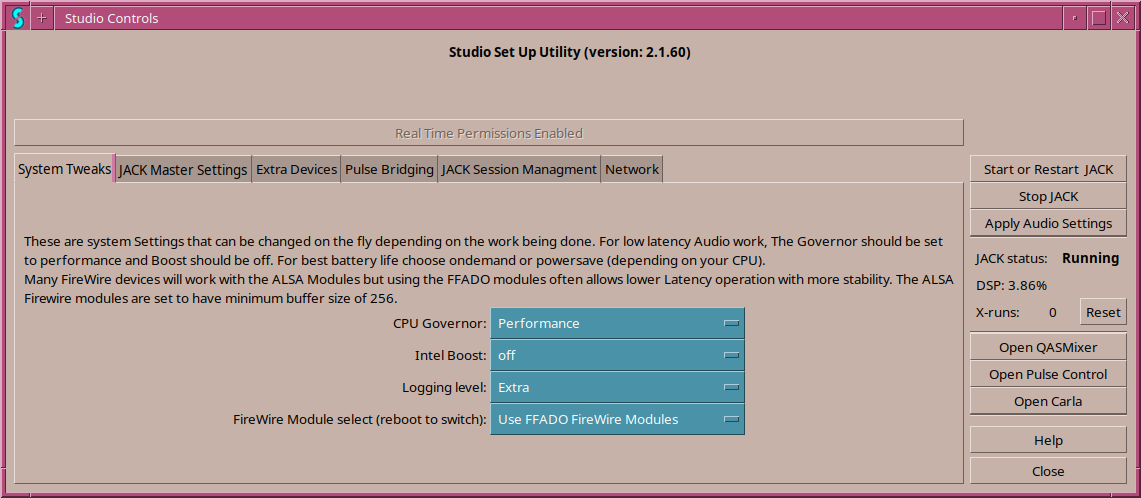 Studio Controls
Studio Set Up Utility (version: 2.1.60)
Real Time Permissions Enabled
System Tweaks
JACK Master Settings
Extra Devices
Pulse Bridging
JACK Session Managment
Network
These are system Settings that can be changed on the fly depending on the work being done. For low latency Audio work, The Governor should be set
to performance and Boost should be off. For best battery life choose ondemand or powersave (depending on your CPU).
Many FireWire devices will work with the ALSA Modules but using the FFADO modules often allows lower Latency operation with more stability. The ALSA
Firewire modules are set to have minimum buffer size of 256.
CPU Governor: Performance
Intel Boost: off
Logging level: Extra
FireWire Module select (reboot to switch): Use FFADO FireWire Modules
Start or Restart JACK
Stop JACK
Apply Audio Settings
JACK status: Running
DSP: 3.86%
X-runs: 0 Reset
Open QASMixer
Open Pulse Control
Open Carla
Help
Close